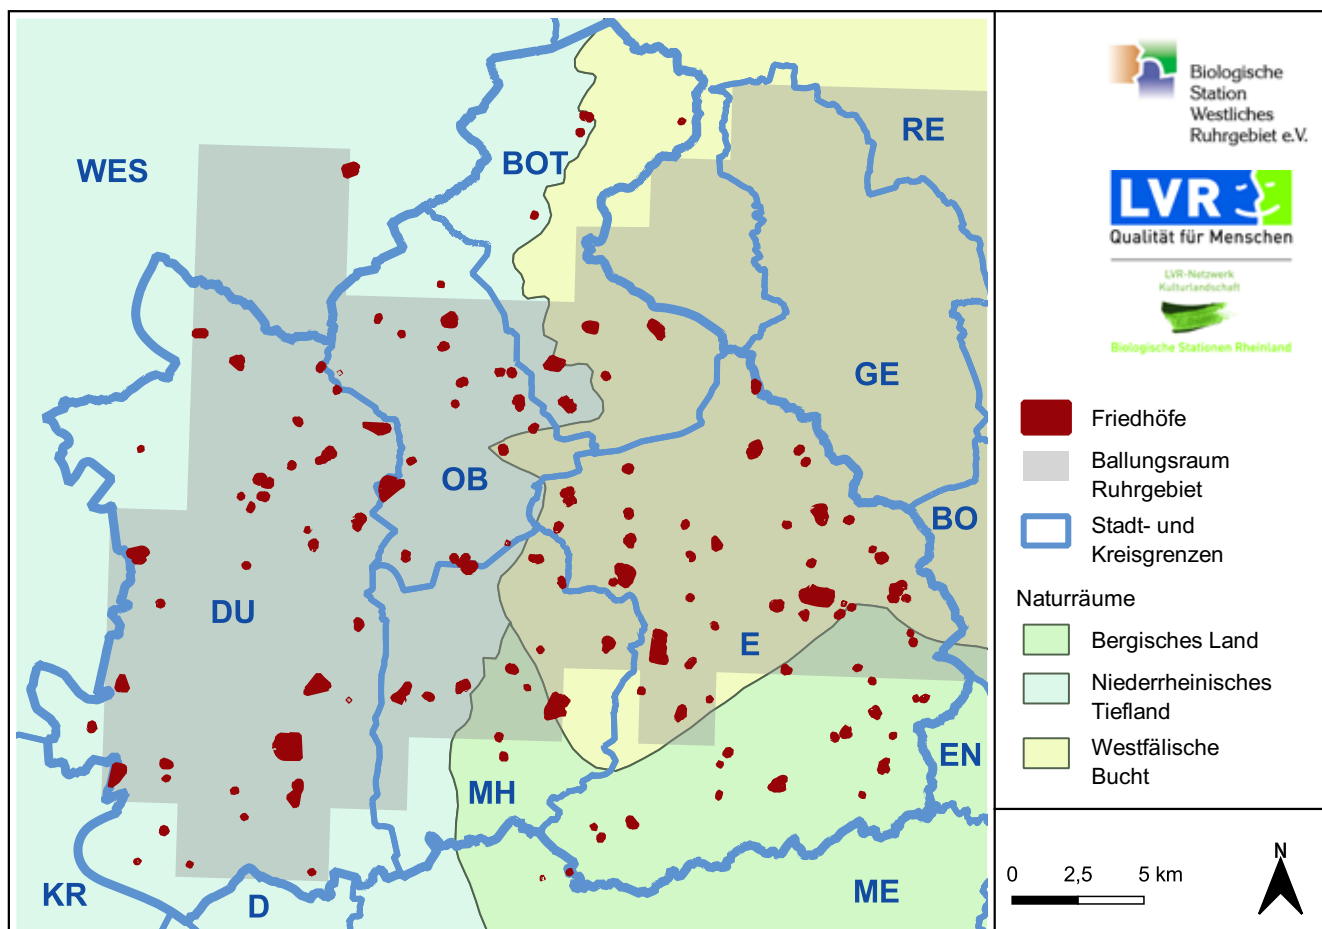 WES
BOT
RE
GE
OB
BO
DU
E
EN
MH
KR
D
ME
Biologische
Station
Westliches
Ruhrgebiet e.V.
LVR
Qualität für Menschen
LVR-Netzwerk
Kulturlandschaft
Biologische Stationen Rheinland
Friedhöfe
Ballungsraum
Ruhrgebiet
Stadt- und
Kreisgrenzen
Naturräume
Bergisches Land
Niederrheinisches
Tiefland
Westfälische
Bucht
0 2,5 5 km
N